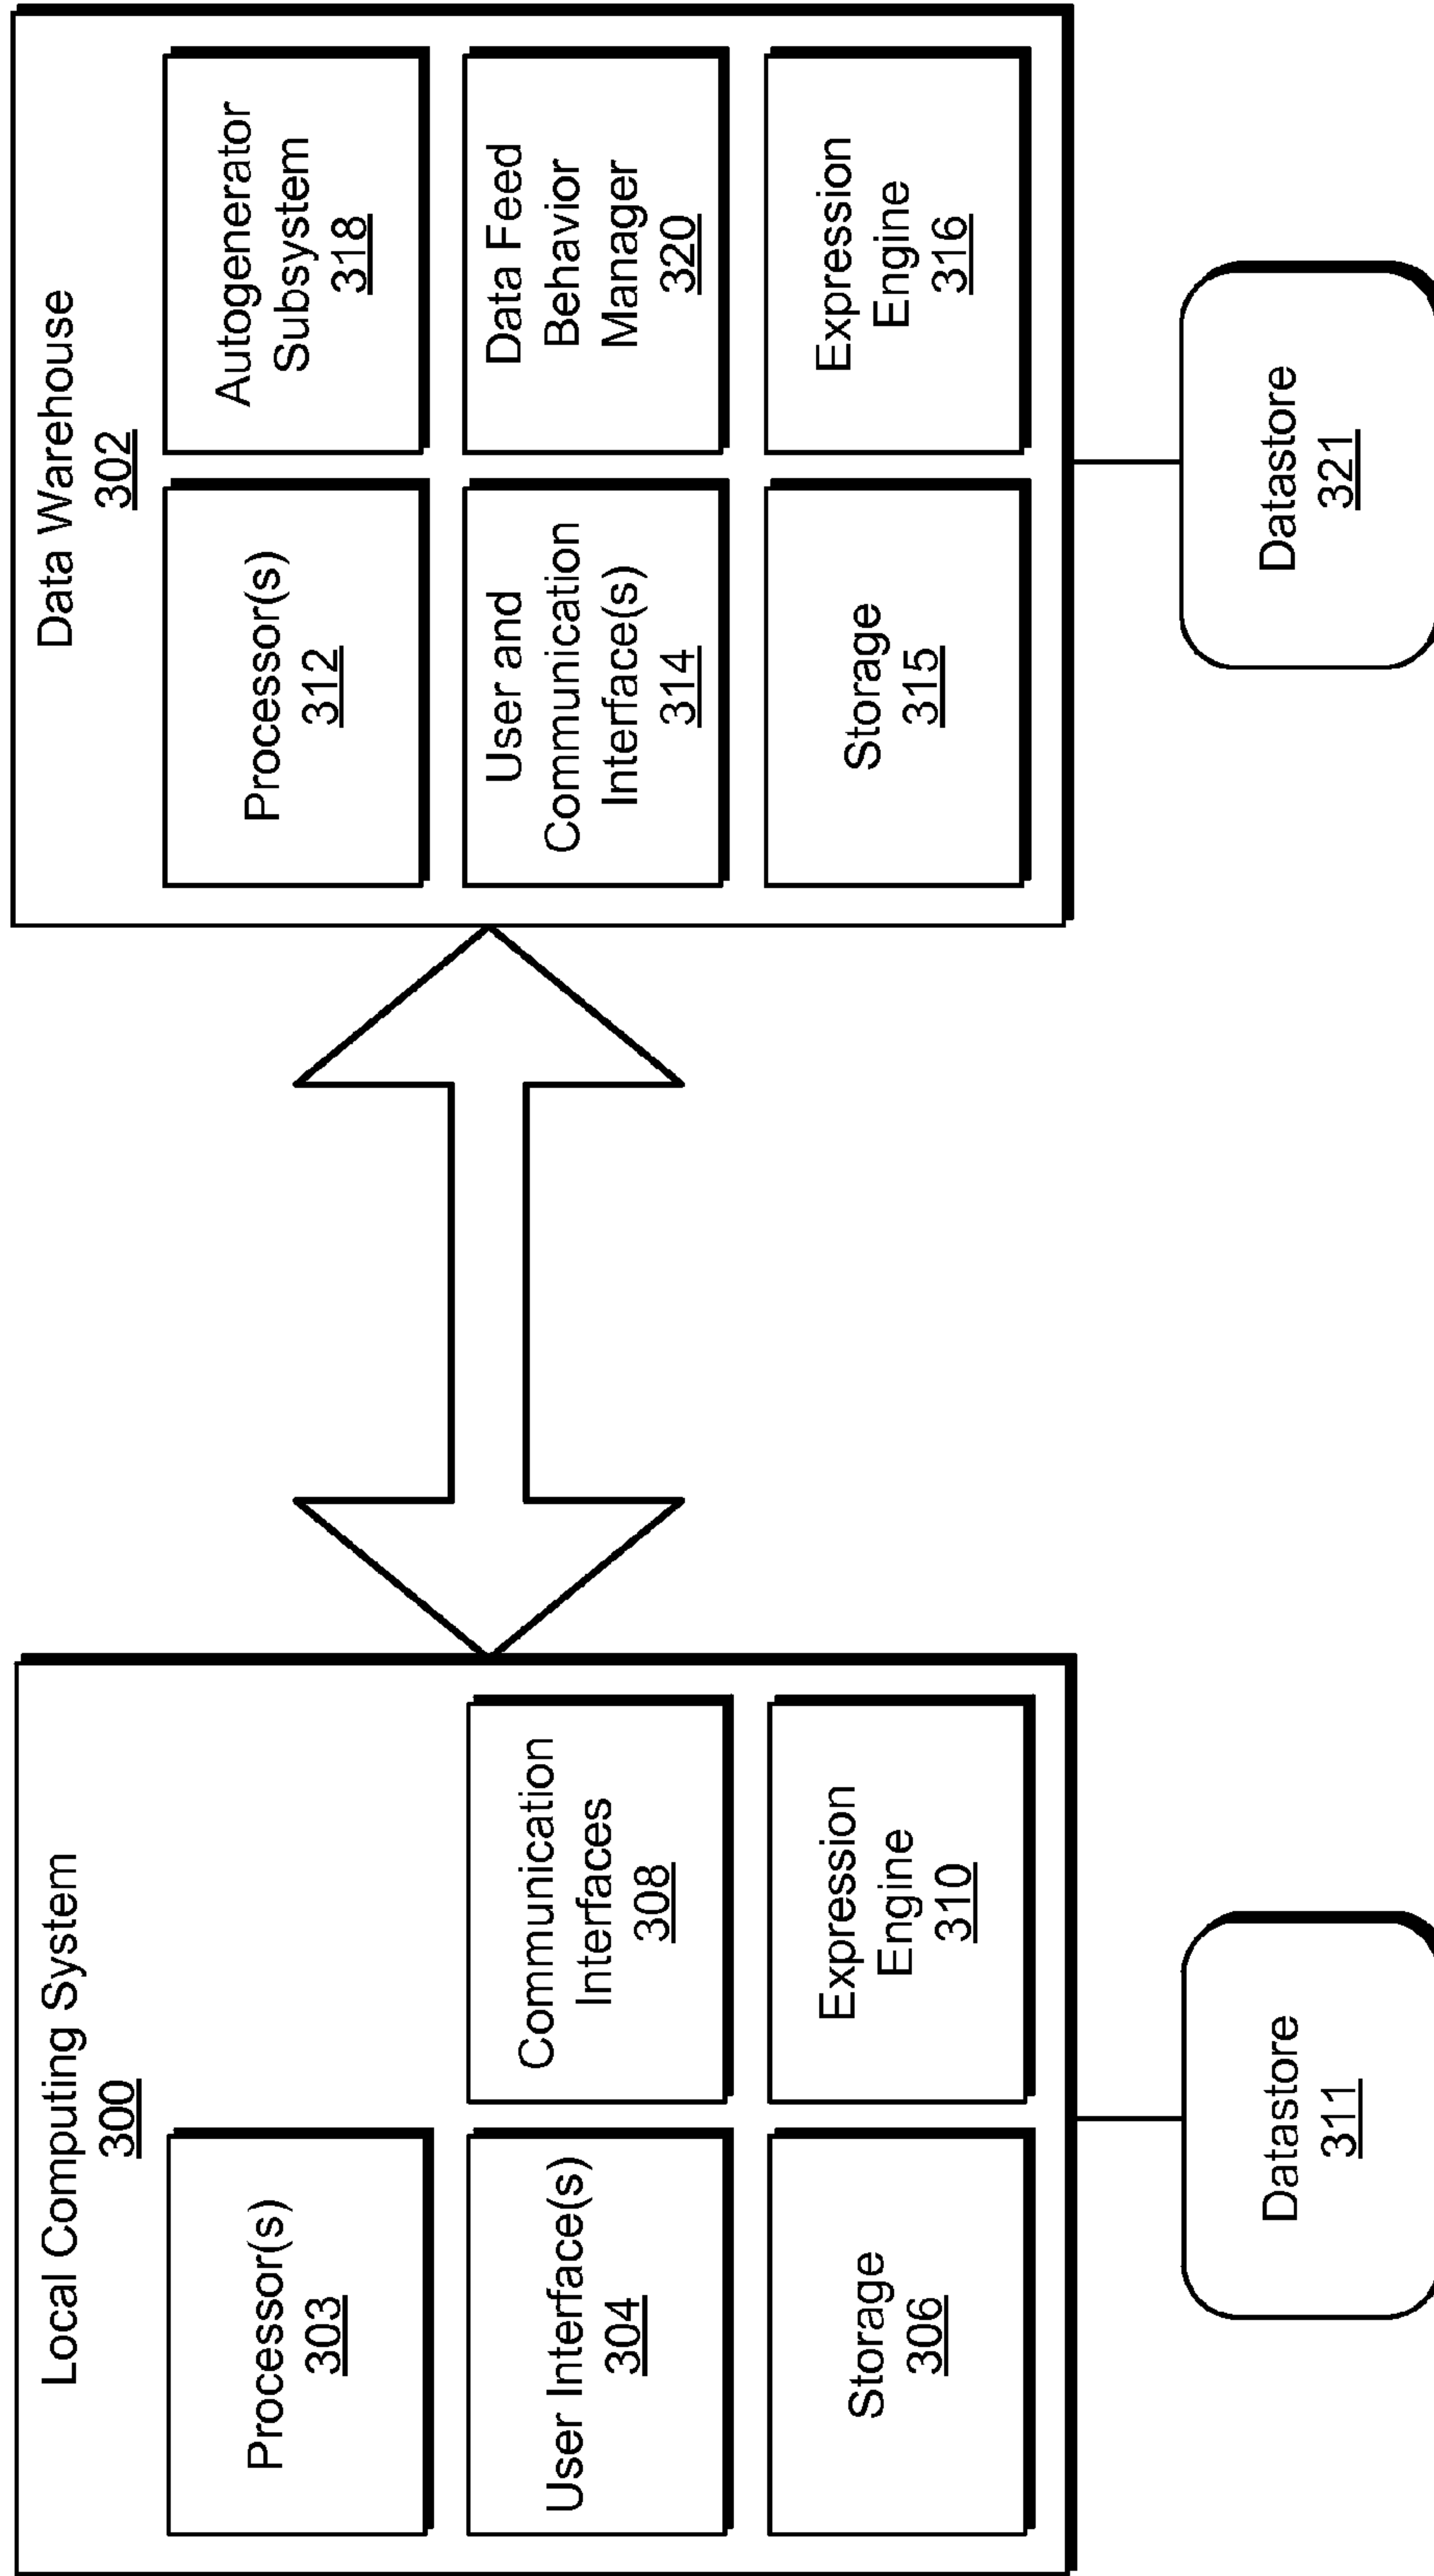 Local Computing System
300
Processor(s)
303
User Interface(s)
304
Communication
Interfaces
308
Storage
306
Expression
Engine
310
Datastore
311
Data Warehouse
302
Processor(s)
312
Autogenerator
Subsystem
318
User and
Communication
Interface(s)
314
Data Feed
Behavior
Manager
320
Storage
315
Expression
Engine
316
Datastore
321